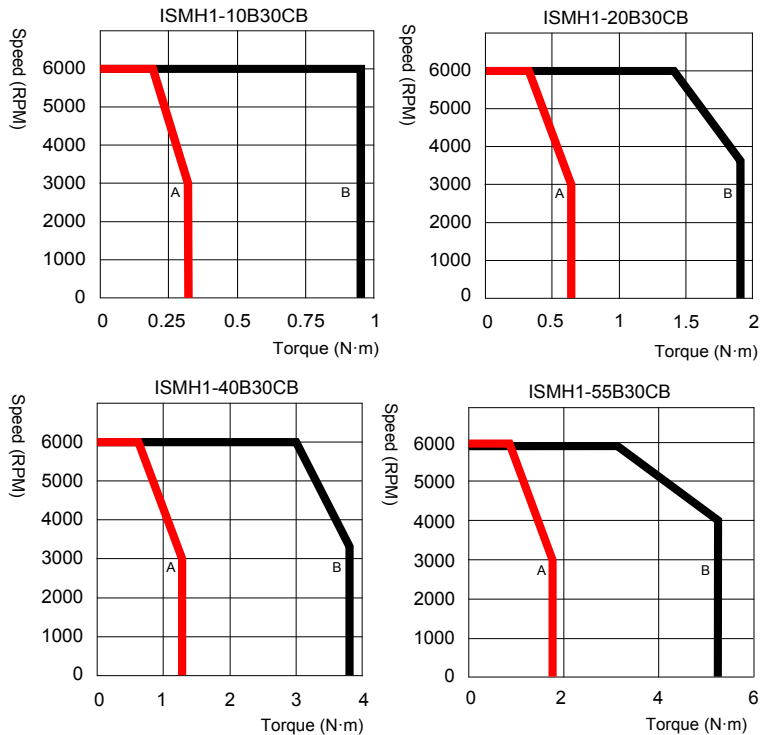 ISMH1-10B30CB
Speed (RPM)
6000
5000
4000
3000
2000
1000
0
A
B
0 0.25 0.5 0.75 1
Torque (N·m)
ISMH1-20B30CB
Speed (RPM)
6000
5000
4000
3000
2000
1000
0
A
B
0 0.5 1 1.5 2
Torque (N·m)
ISMH1-40B30CB
Speed (RPM)
6000
5000
4000
3000
2000
1000
0
A
B
0 1 2 3 4
Torque (N·m)
ISMH1-55B30CB
Speed (RPM)
6000
5000
4000
3000
2000
1000
0
A
B
0 2 4 6
Torque (N·m)